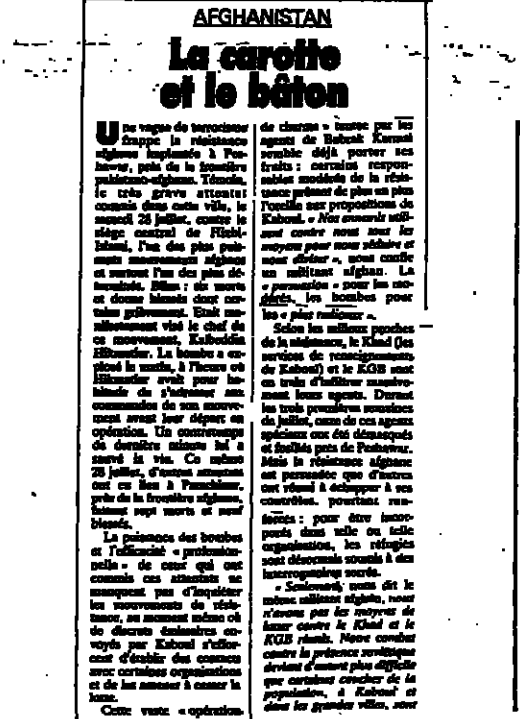 AFGHANISTAN
La carotte
et le bâton
Une vague de terrorisme
frappe la résistance
afghane implantée à Pes-
hawar, près de la frontière
pakistano-afghane. Témoin,
le très grave attentat
commis dans cette ville, le
samedi 28 juillet, contre le
siège central de Hizbi-
Islami, l'un des plus puis-
sants mouvements afghans
et surtout l'un des plus dé-
terminés. Bilan : six morts
et douze blessés dont cer-
tains grièvement. Etait ma-
nifestement visé le chef de
ce mouvement,
Hikmatier. La bombe a ex-
plosé le matin, à l'heure où
Hikmatier avait pour ha-
bitude de s'adresser aux
commandos de son mouve-
ment avant leur départ en
opération. Un contretemps
de dernière minute lui a
sauvé la vie. Ce même
28 juillet, d'autres attentats
ont eu lieu à Parachinar,
près de la frontière afghane,
faisant sept morts et neuf
blessés.
La puissance des bombes
et l'efficacité « profession-
nelle » de ceux qui ont
commis ces attentats ne
manquent pas d'inquiéter
les mouvements de résis-
tance, au moment même où
de discrets émissaires en-
voyés par Kaboul s'effor-
cent d'établir des contacts
avec certaines organisations
et de les amener à cesser la
lutte.
Cette vaste « opération-
de charme » tentée par les
agents de Babrak Karmal
semble déjà porter ses
fruits : certains respon-
sables modérés de la résis-
tance prêtent de plus en plus
l'oreille aux propositions de
Kaboul. « Nos ennemis utili-
sent contre nous tous les
moyens pour nous séduire et
nous diviser », nous confie
un militant afghan. La
« persuasion » pour les mo-
dérés, les bombes pour
les « plus radicaux ».
Selon les milieux proches
de la résistance, le Khad (les
services de renseignements
de Kaboul) et le KGB sont
en train d'infiltrer massive-
ment leurs agents. Durant
les trois premières semaines
de juillet, onze de ces agents
spéciaux ont été démasqués
et fusillés près de Peshawar.
Mais la résistance afghane
est persuadée que d'autres
ont réussi à échapper à ses
contrôles, pourtant ren-
forcés : pour être incor-
porés dans telle ou telle
organisation, les réfugiés
sont désormais soumis à des
interrogatoires serrés.
« Seulement, nous dit le
même militant afghan, nous
n'avons pas les moyens de
lutter contre le Khad et le
KGB réunis. Notre combat
contre la présence soviétique
devient d'autant plus difficile
que certaines couches de la
population, à Kaboul et
dans les grandes villes, sont